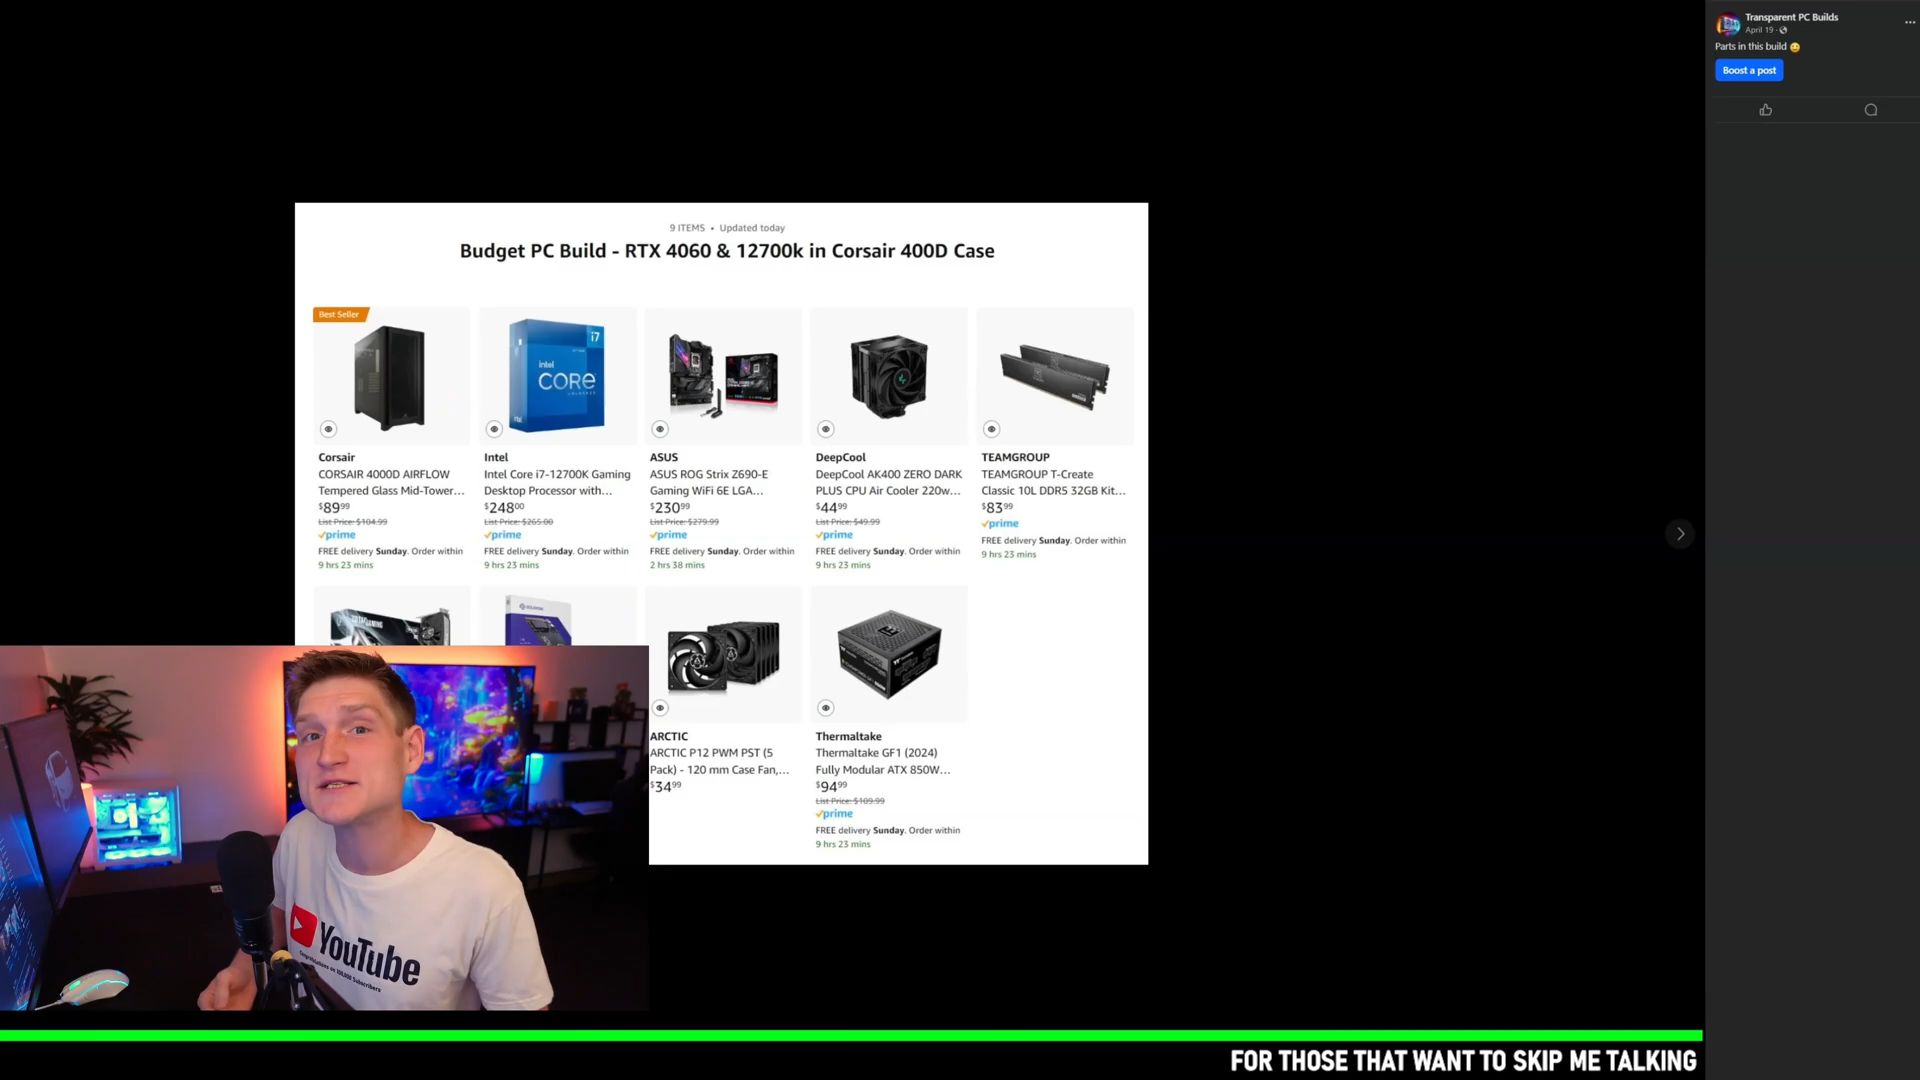 Transparent PC Builds
April 19
Parts in this build
Boost a post
9 ITEMS • Updated today
Budget PC Build - RTX 4060 & 12700k in Corsair 400D Case
Best Seller
i7
intel
CORE
Corsair
CORSAIR 4000D AIRFLOW
Tempered Glass Mid-Tower...
$89.99
List Price: $104.99
prime
FREE delivery Sunday. Order within
9 hrs 23 mins
Intel
Intel Core i7-12700K Gaming
Desktop Processor with...
$248.00
List Price: $265.00
prime
FREE delivery Sunday. Order within
9 hrs 23 mins
ASUS
ASUS ROG Strix Z690-E
Gaming WiFi 6E LGA...
$230.99
List Price: $279.99
prime
FREE delivery Sunday. Order within
2 hrs 38 mins
DeepCool
DeepCool AK400 ZERO DARK
PLUS CPU Air Cooler 220w...
$44.99
List Price: $49.99
prime
FREE delivery Sunday. Order within
9 hrs 23 mins
TEAMGROUP
TEAMGROUP T-Create
Classic 10L DDR5 32GB Kit...
$83.99
prime
FREE delivery Sunday. Order within
9 hrs 23 mins
ARCTIC
ARCTIC P12 PWM PST (5
Pack) - 120 mm Case Fan,...
$34.99
Thermaltake
Thermaltake GF1 (2024)
Fully Modular ATX 850W...
$94.99
List Price: $109.99
prime
FREE delivery Sunday. Order within
9 hrs 23 mins
YouTube
Congratulations on 100,000 Subscribers
FOR THOSE THAT WANT TO SKIP ME TALKING